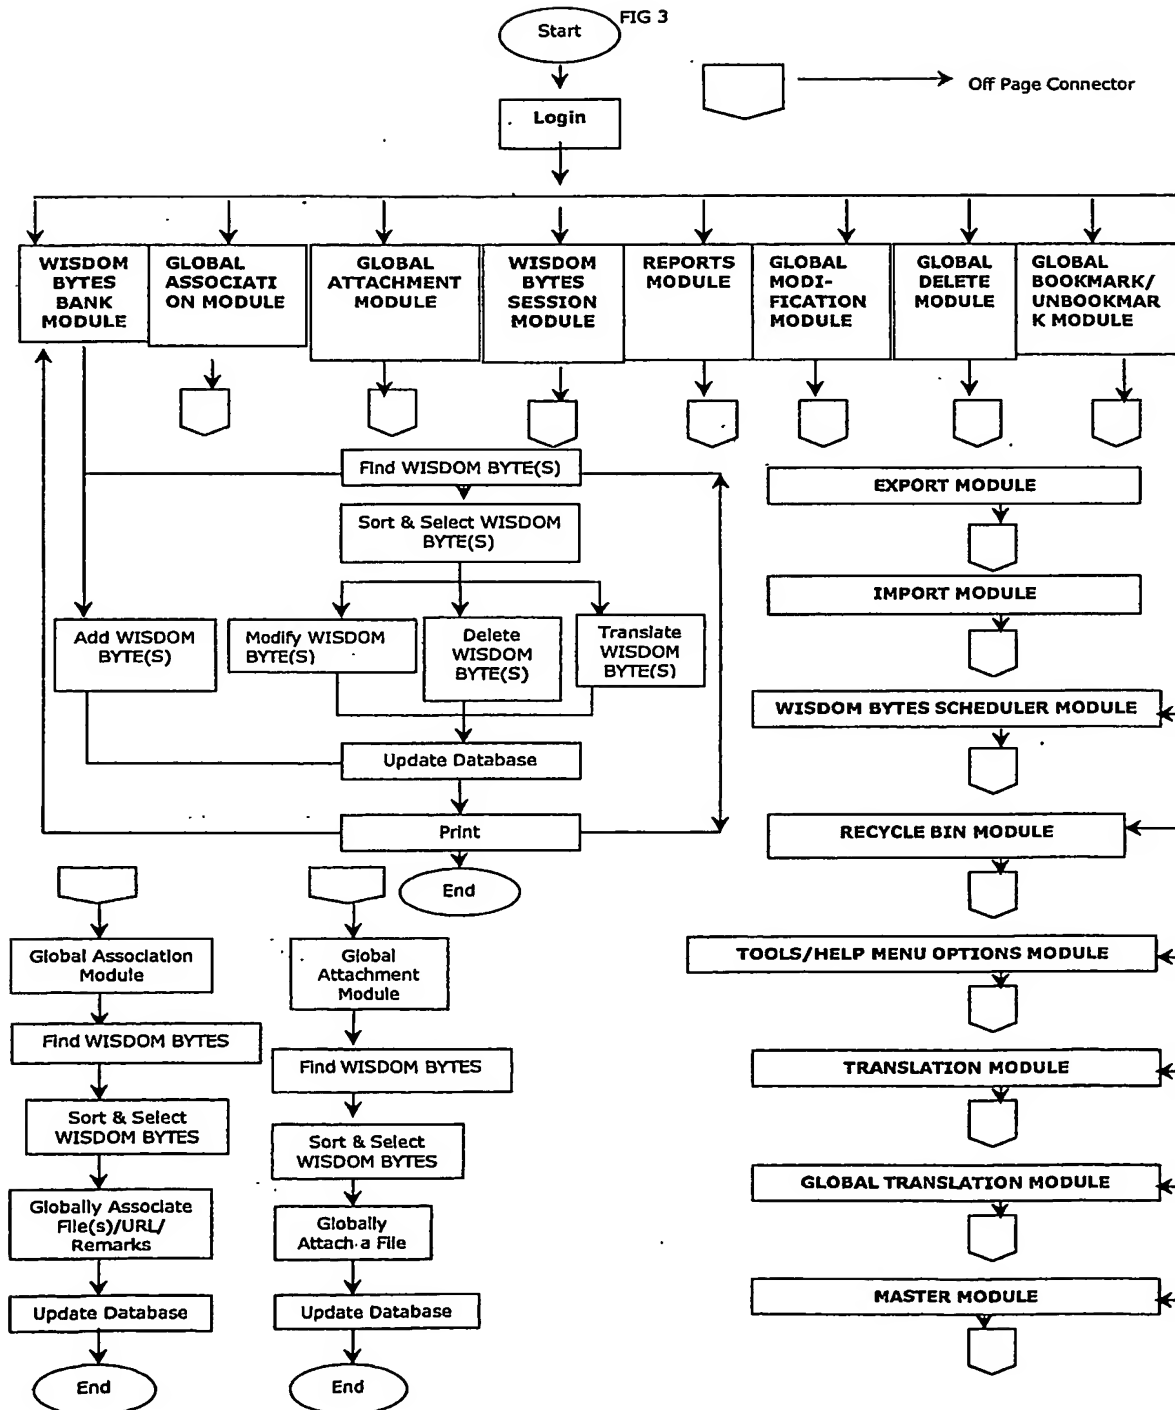 FIG 3
Start
Off Page Connector
Login
WISDOM
BYTES
BANK
MODULE
GLOBAL
ASSOCIATI
ON MODULE
GLOBAL
ATTACHMENT
MODULE
WISDOM
BYTES
SESSION
MODULE
REPORTS
MODULE
GLOBAL
MODI-
FICATION
MODULE
GLOBAL
DELETE
MODULE
GLOBAL
BOOKMARK/
UNBOOKMAR
K MODULE
Find WISDOM BYTE(S)
Sort & Select WISDOM
BYTE(S)
Add WISDOM
BYTE(S)
Modify WISDOM
BYTE(S)
Delete
WISDOM
BYTE(S)
Translate
WISDOM
BYTE(S)
Update Database
Print
End
EXPORT MODULE
IMPORT MODULE
WISDOM BYTES SCHEDULER MODULE
RECYCLE BIN MODULE
TOOLS/HELP MENU OPTIONS MODULE
TRANSLATION MODULE
GLOBAL TRANSLATION MODULE
MASTER MODULE
Global Association
Module
Find WISDOM BYTES
Sort & Select
WISDOM BYTES
Globally Associate
File(s)/URL/
Remarks
Update Database
End
Global
Attachment
Module
Find WISDOM BYTES
Sort & Select
WISDOM BYTES
Globally
Attach a File
Update Database
End